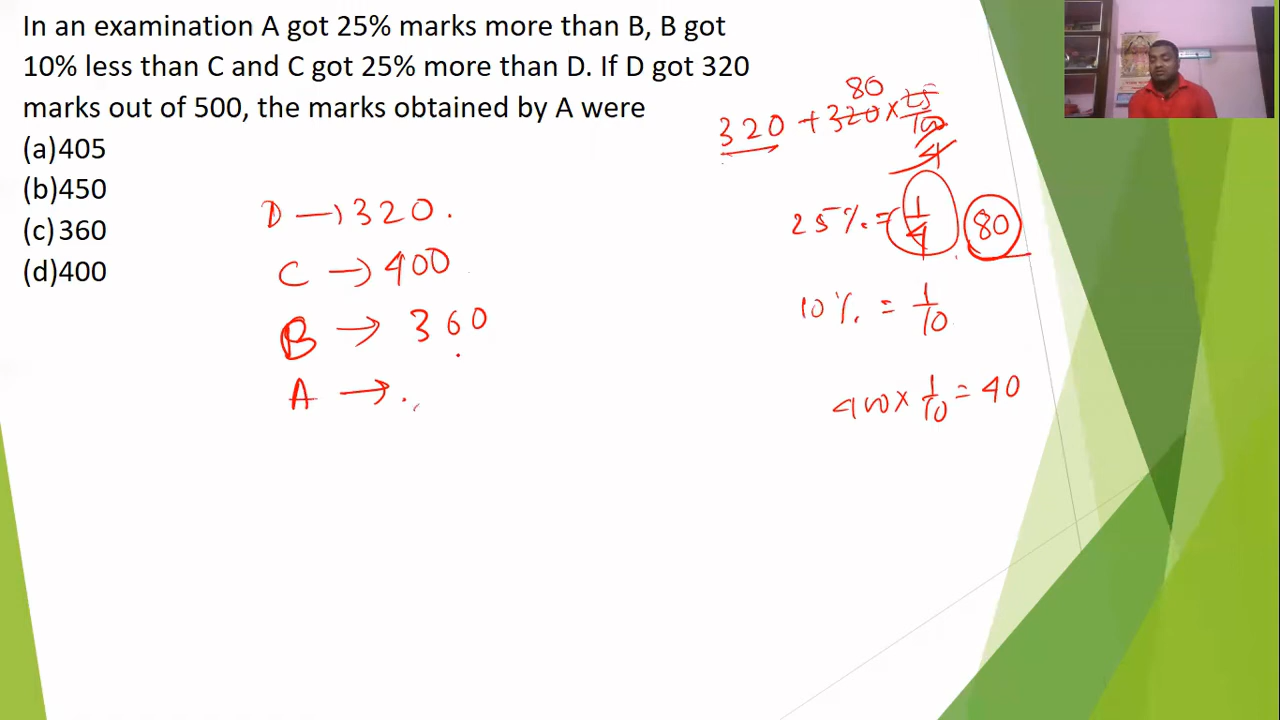 In an examination A got 25% marks more than B, B got
10% less than C and C got 25% more than D. If D got 320
marks out of 500, the marks obtained by A were
(a)405
(b)450
(c)360
(d)400
D → 320.
C → 400
B → 360
A →
80
320 + 320 × 25/100
4
25% = 1/4 80
10% = 1/10
400 × 1/10 = 40